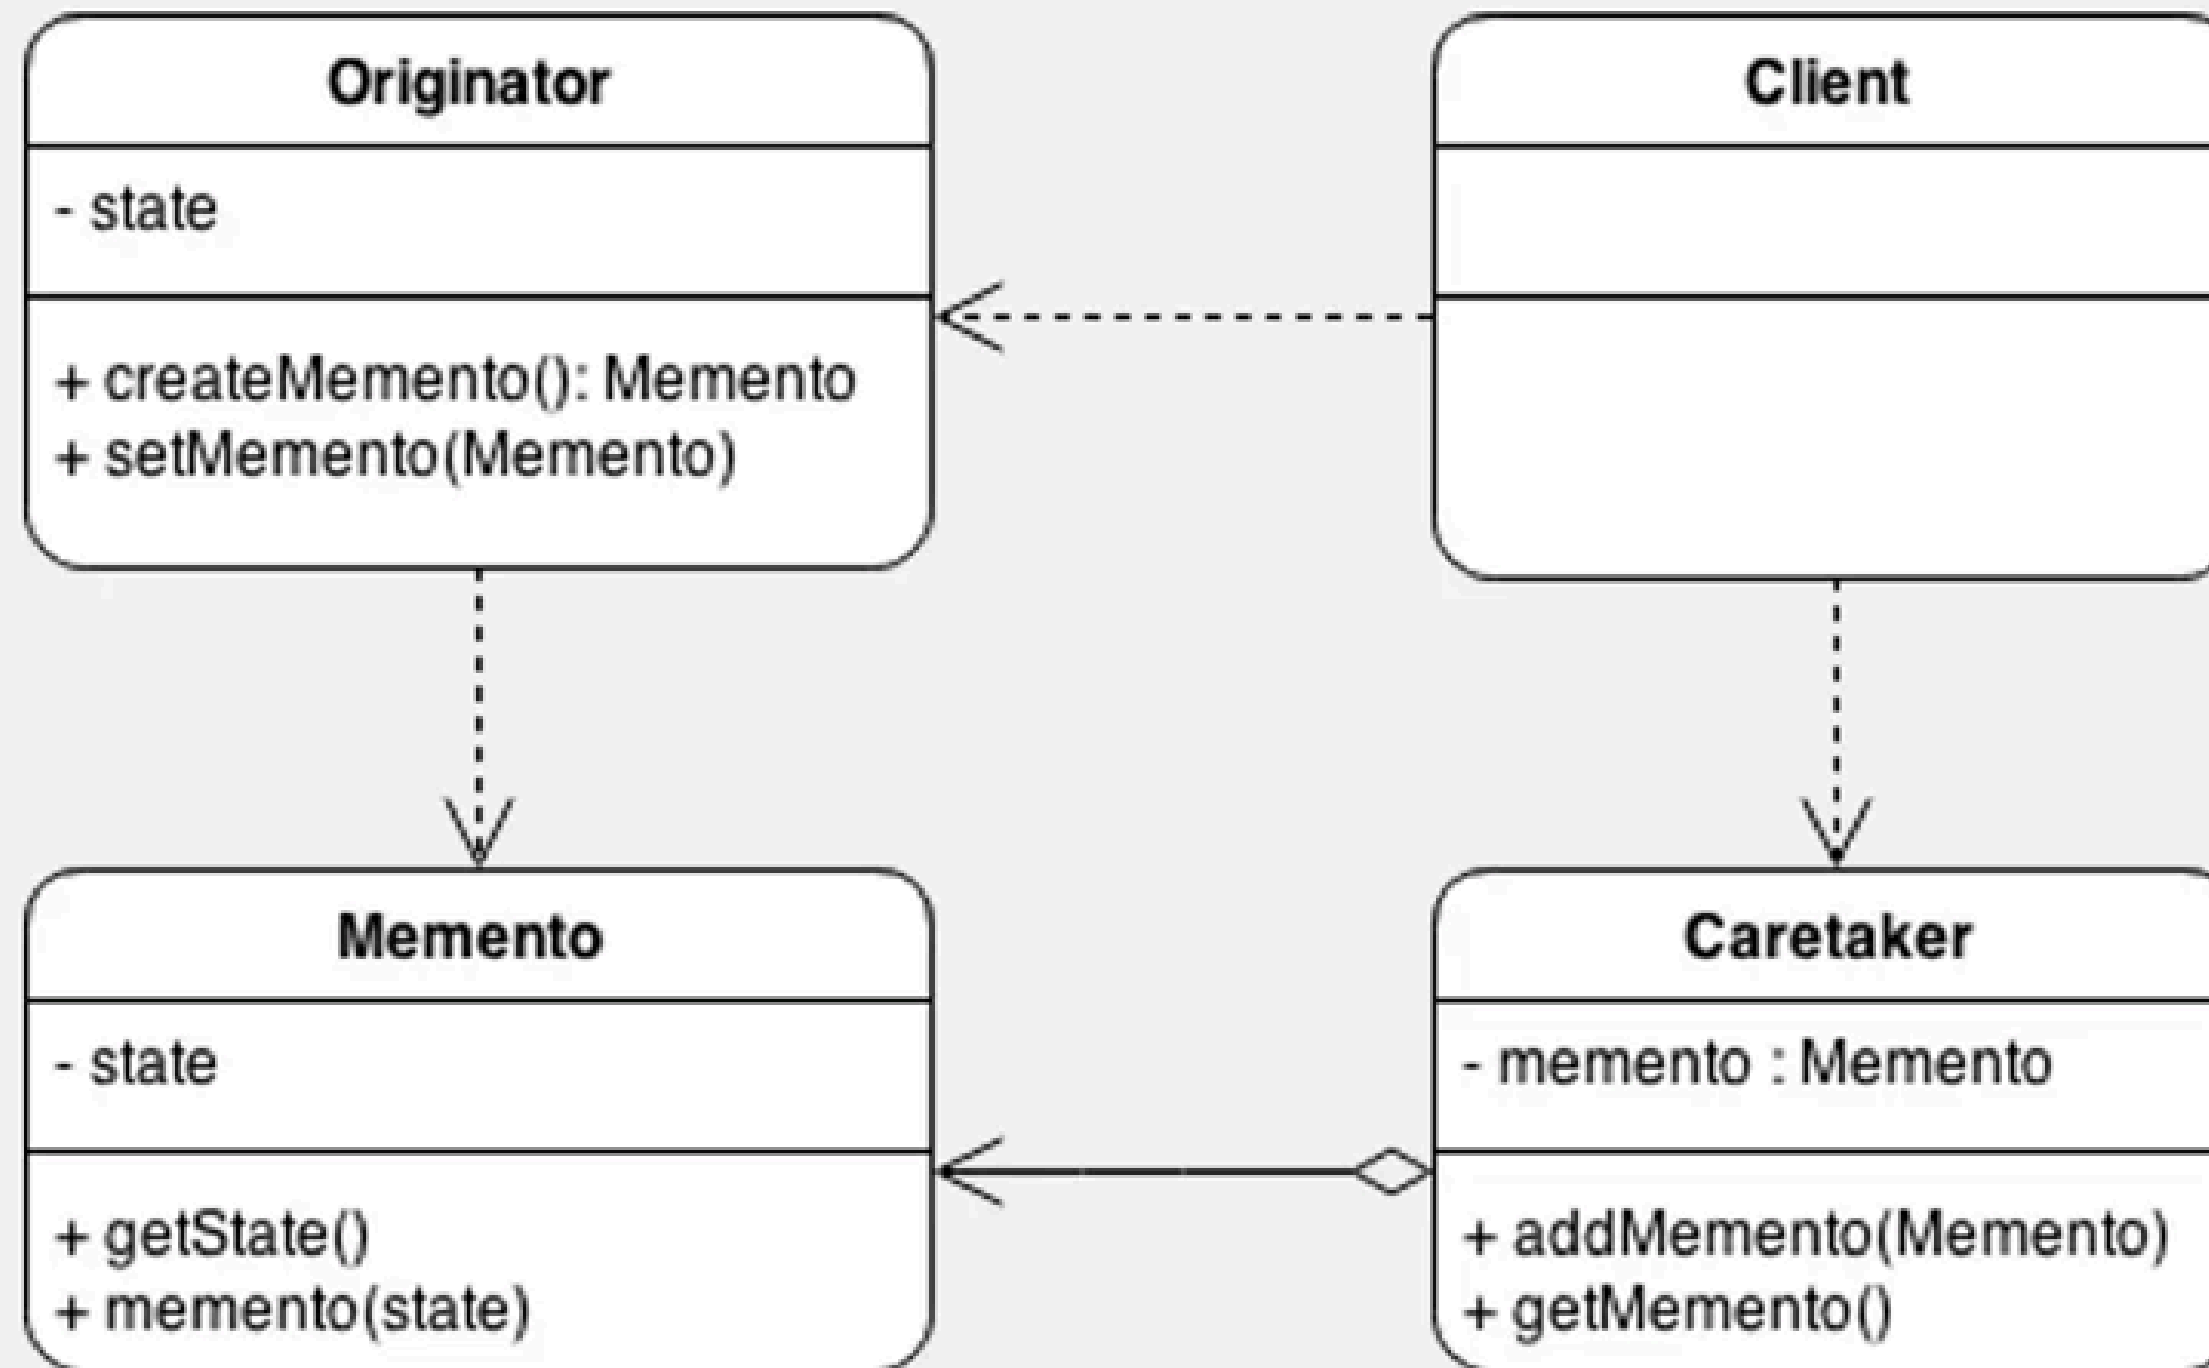 Originator
- state
+ createMemento(): Memento
+ setMemento(Memento)
Client
Memento
- state
+ getState()
+ memento(state)
Caretaker
- memento : Memento
+ addMemento(Memento)
+ getMemento()